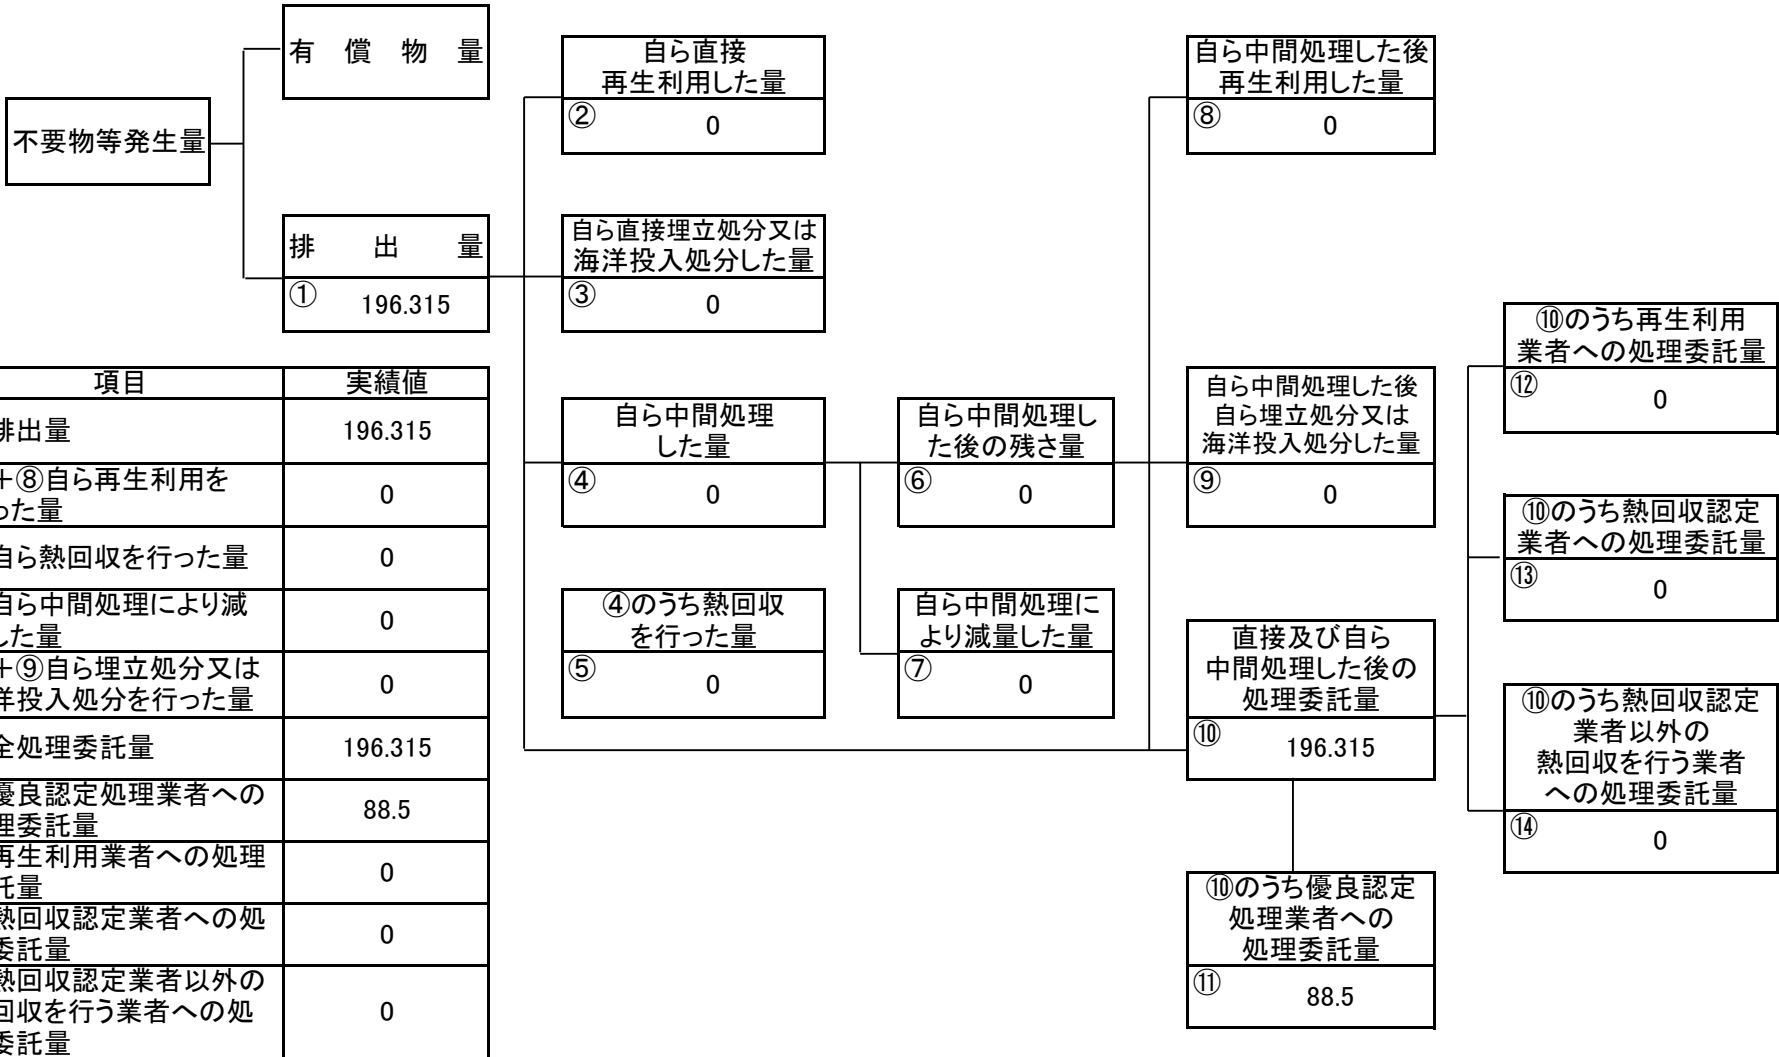 不要物等発生量
有償物量
排出量
① 196.315
自ら直接
再生利用した量
② 0
自ら直接埋立処分又は
海洋投入処分した量
③ 0
自ら中間処理
した量
④ 0
④のうち熱回収
を行った量
⑤ 0
自ら中間処理し
た後の残さ量
⑥ 0
自ら中間処理に
より減量した量
⑦ 0
自ら中間処理した後
再生利用した量
⑧ 0
自ら中間処理した後
自ら埋立処分又は
海洋投入処分した量
⑨ 0
直接及び自ら
中間処理した後の
処理委託量
⑩ 196.315
⑩のうち優良認定
処理業者への
処理委託量
⑪ 88.5
⑩のうち再生利用
業者への処理委託量
⑫ 0
⑩のうち熱回収認定
業者への処理委託量
⑬ 0
⑩のうち熱回収認定
業者以外の
熱回収を行う業者
への処理委託量
⑭ 0
項目 実績値
排出量 196.315
+⑧自ら再生利用を
った量 0
自ら熱回収を行った量 0
自ら中間処理により減
した量 0
+⑨自ら埋立処分又は
洋投入処分を行った量 0
全処理委託量 196.315
優良認定処理業者への
理委託量 88.5
再生利用業者への処理
託量 0
熱回収認定業者への処
委託量 0
熱回収認定業者以外の
回収を行う業者への処
委託量 0